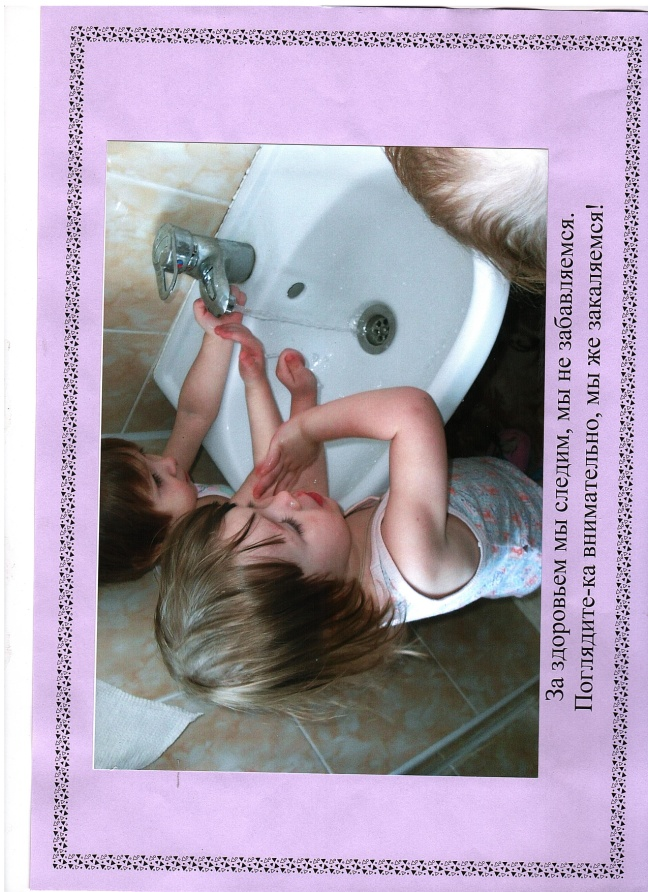 За здоровьем мы следим, мы не забавляемся.
Поглядите-ка внимательно, мы же закаляемся!